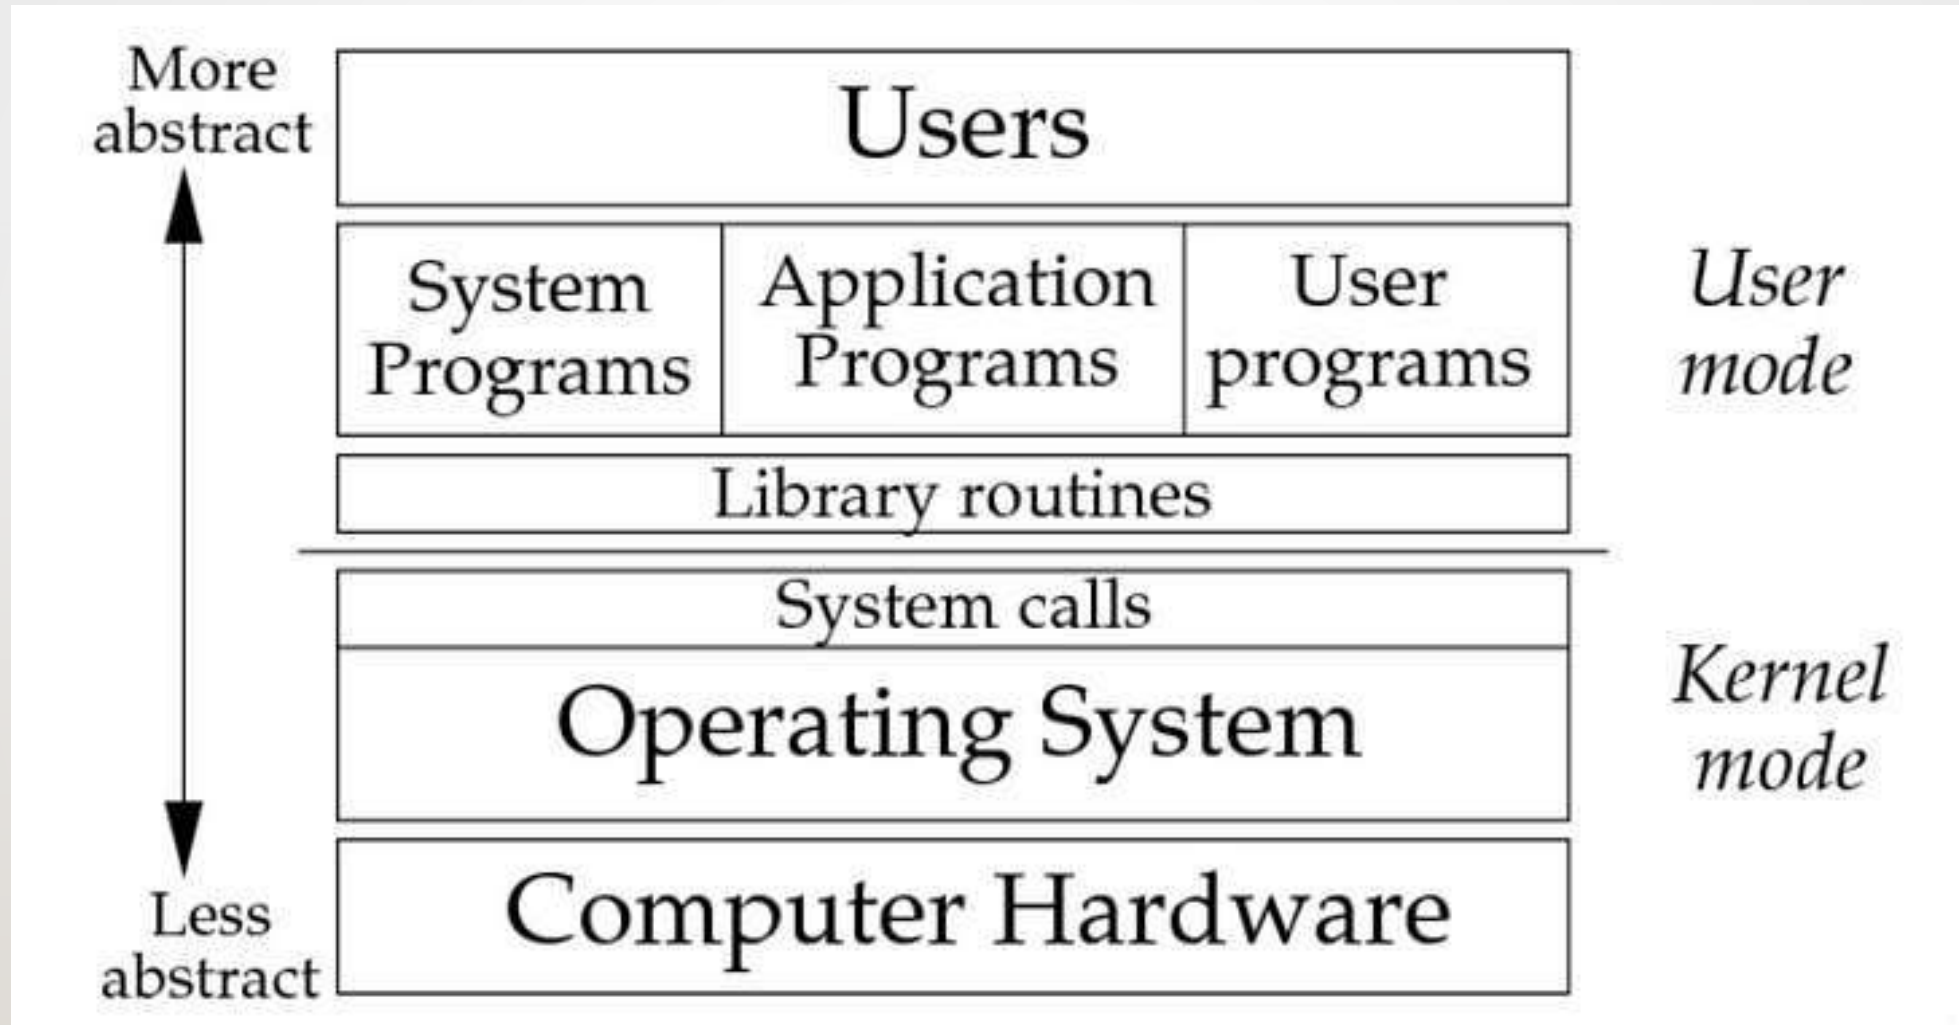 More
abstract
Users
System
Programs
Application
Programs
User
programs
User
mode
Library routines
System calls
Operating System
Kernel
mode
Computer Hardware
Less
abstract